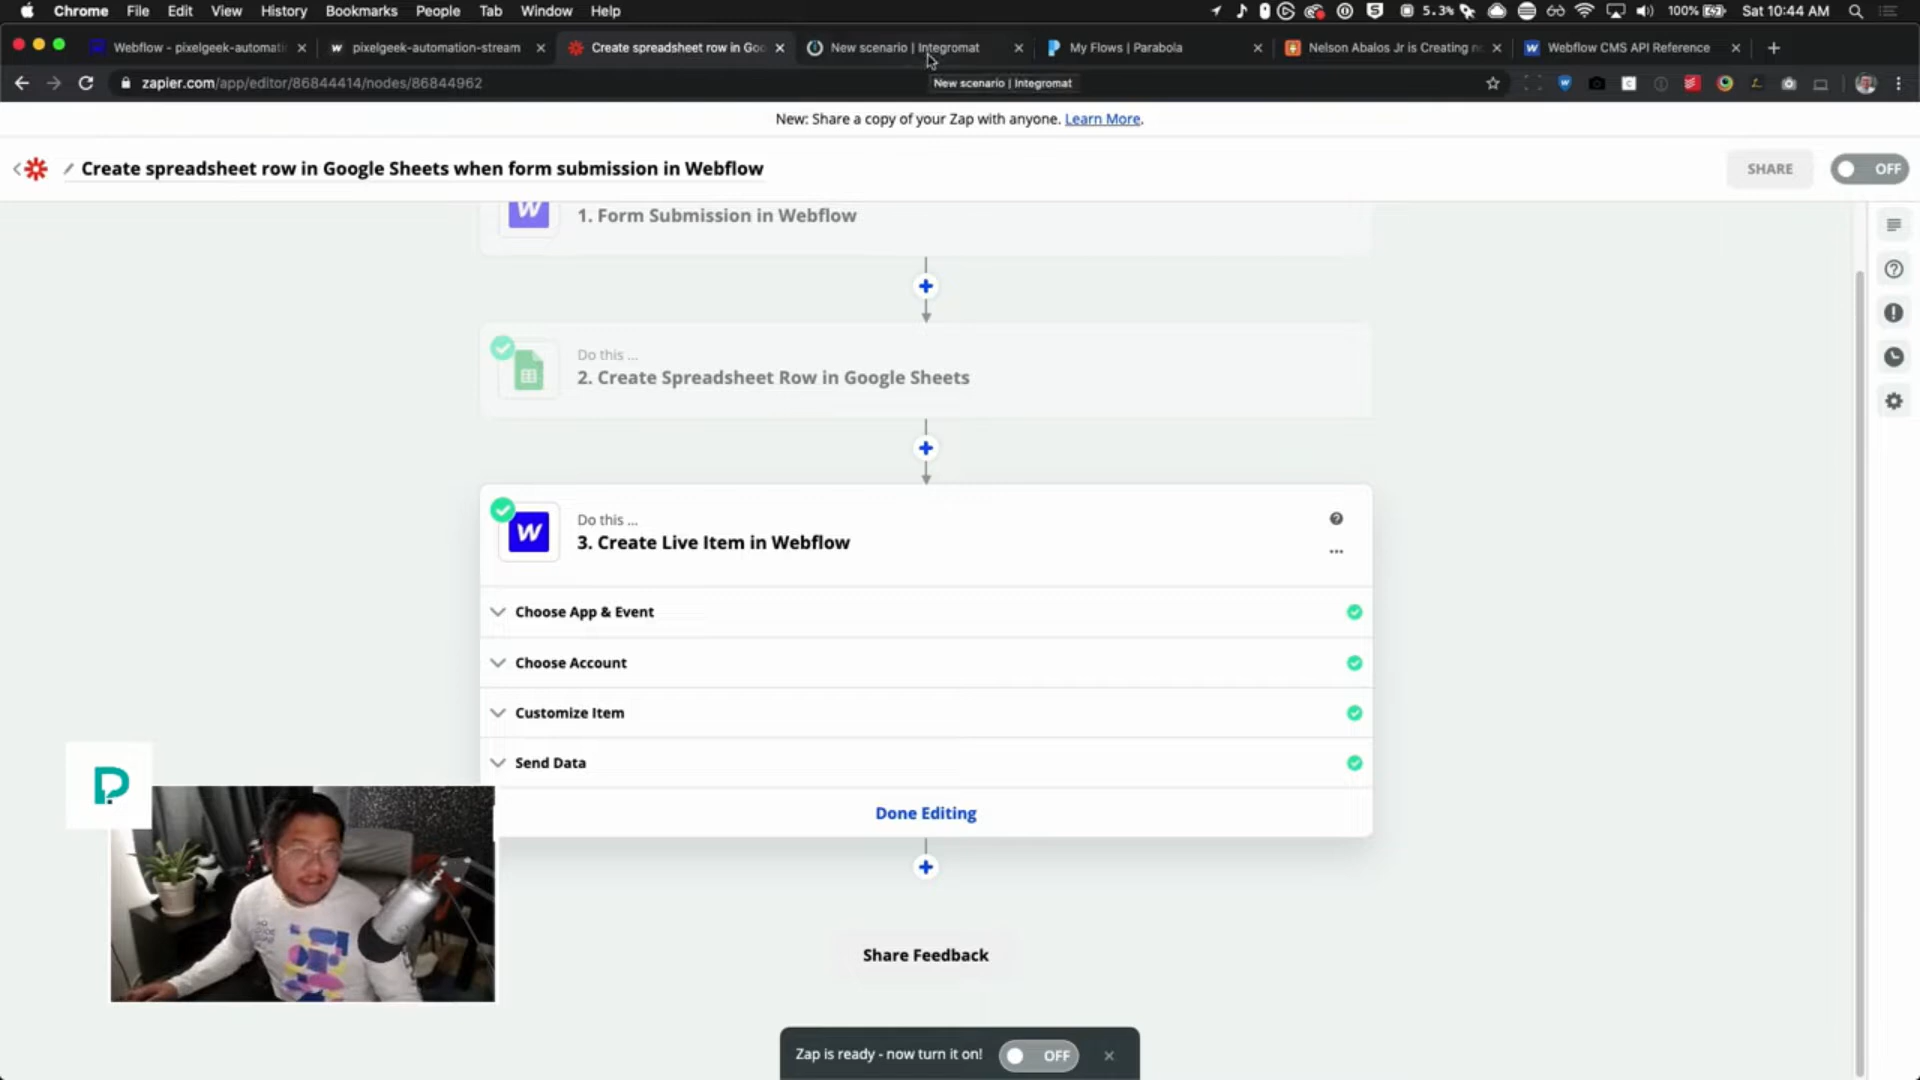 Chrome File Edit View History Bookmarks People Tab Window Help 5.3% 100% Sat 10:44 AM
Webflow - pixelgeek-automati pixelgeek-automation-stream Create spreadsheet row in Goo New scenario | Integromat My Flows | Parabola Nelson Abalos Jr is Creating n Webflow CMS API Reference
zapier.com/app/editor/86844414/nodes/86844962 New scenario | Integromat
New: Share a copy of your Zap with anyone. Learn More.
Create spreadsheet row in Google Sheets when form submission in Webflow SHARE OFF
1. Form Submission in Webflow
Do this ...
2. Create Spreadsheet Row in Google Sheets
Do this ...
3. Create Live Item in Webflow
Choose App & Event
Choose Account
Customize Item
Send Data
Done Editing
Share Feedback
Zap is ready - now turn it on! OFF